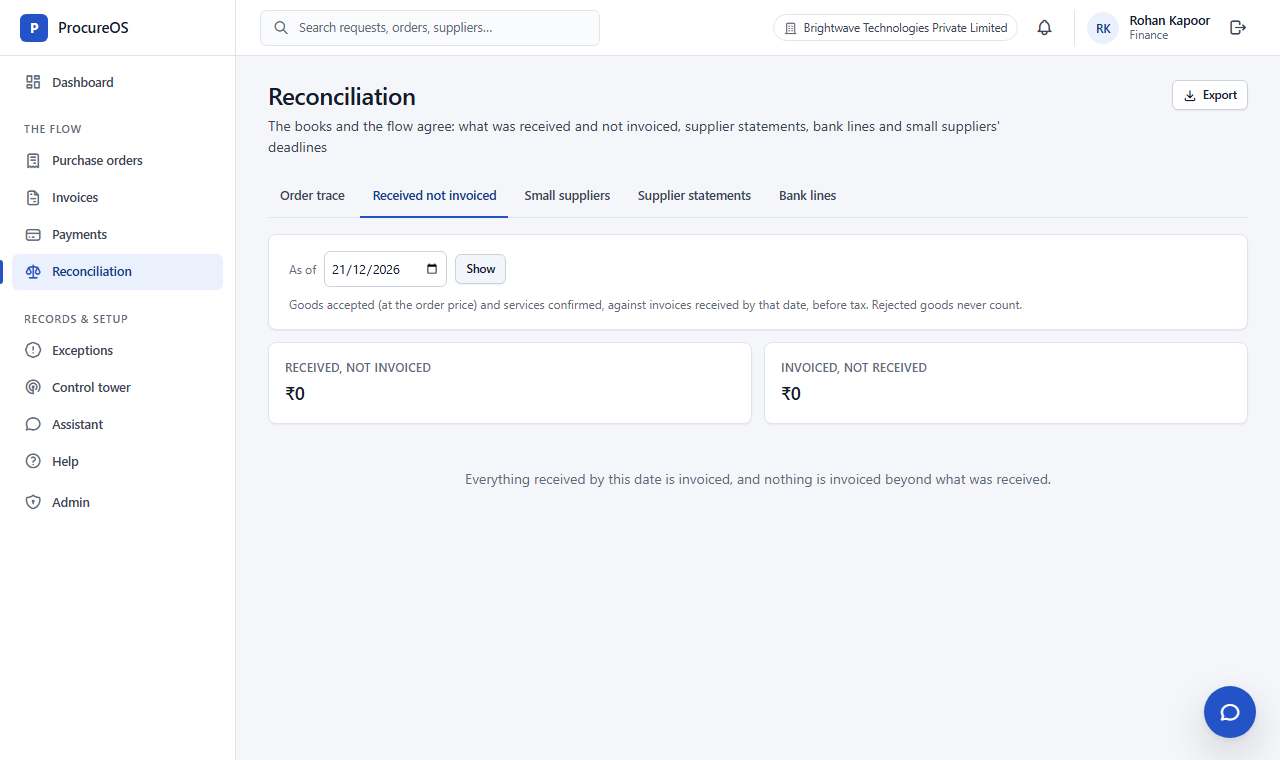 P ProcureOS
Search requests, orders, suppliers...
Brightwave Technologies Private Limited
RK
Rohan Kapoor
Finance
Dashboard
THE FLOW
Purchase orders
Invoices
Payments
Reconciliation
RECORDS & SETUP
Exceptions
Control tower
Assistant
Help
Admin
Reconciliation
Export
The books and the flow agree: what was received and not invoiced, supplier statements, bank lines and small suppliers'
deadlines
Order trace Received not invoiced Small suppliers Supplier statements Bank lines
As of 21/12/2026 Show
Goods accepted (at the order price) and services confirmed, against invoices received by that date, before tax. Rejected goods never count.
RECEIVED, NOT INVOICED
₹0
INVOICED, NOT RECEIVED
₹0
Everything received by this date is invoiced, and nothing is invoiced beyond what was received.